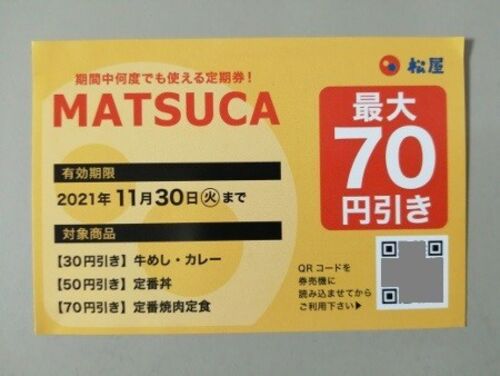 期間中何度でも使える定期券！
MATSUCA
松屋
最大
70
円引き
有効期限
2021年11月30日㊋まで
対象商品
【30円引き】牛めし・カレー
【50円引き】定番丼
【70円引き】定番焼肉定食
QRコードを
券売機に
読み込ませてから
ご利用下さい▶